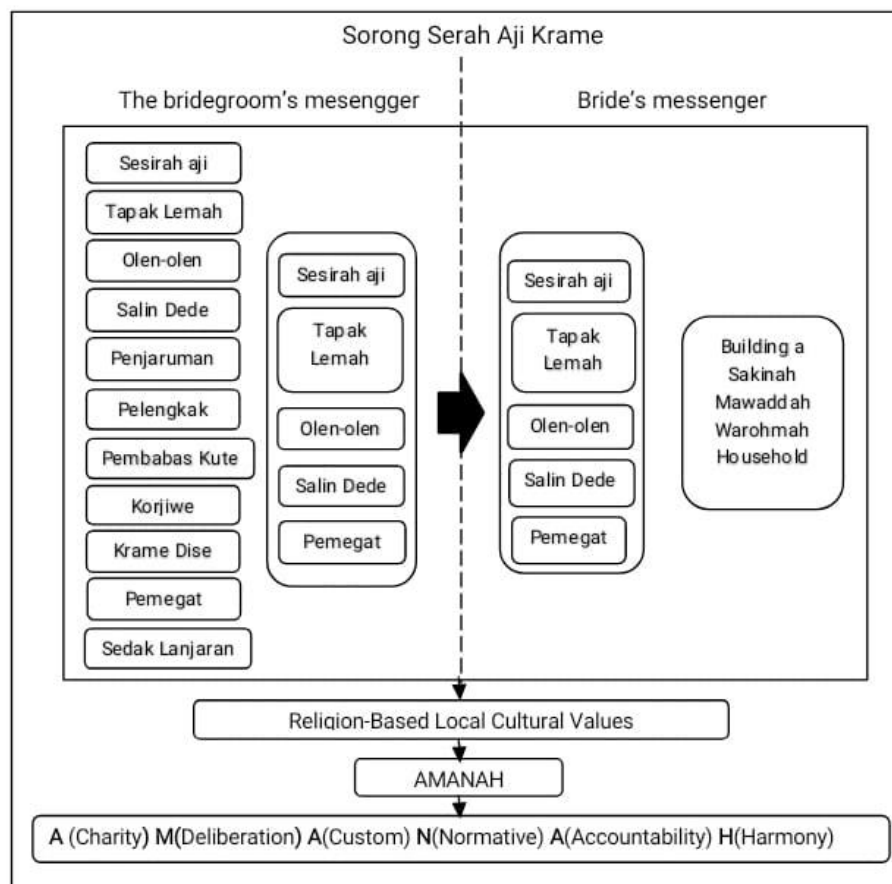 Sorong Serah Aji Krame
The bridegroom's mesengger
Bride's messenger
Sesirah aji
Tapak Lemah
Olen-olen
Salin Dede
Penjaruman
Pelengkak
Pembabas Kute
Korjiwe
Krame Dise
Pemegat
Sedak Lanjaran
Sesirah aji
Tapak
Lemah
Olen-olen
Salin Dede
Pemegat
Sesirah aji
Tapak
Lemah
Olen-olen
Salin Dede
Pemegat
Building a
Sakinah
Mawaddah
Warohmah
Household
Religion-Based Local Cultural Values
AMANAH
A (Charity) M(Deliberation) A(Custom) N(Normative) A(Accountability) H(Harmony)